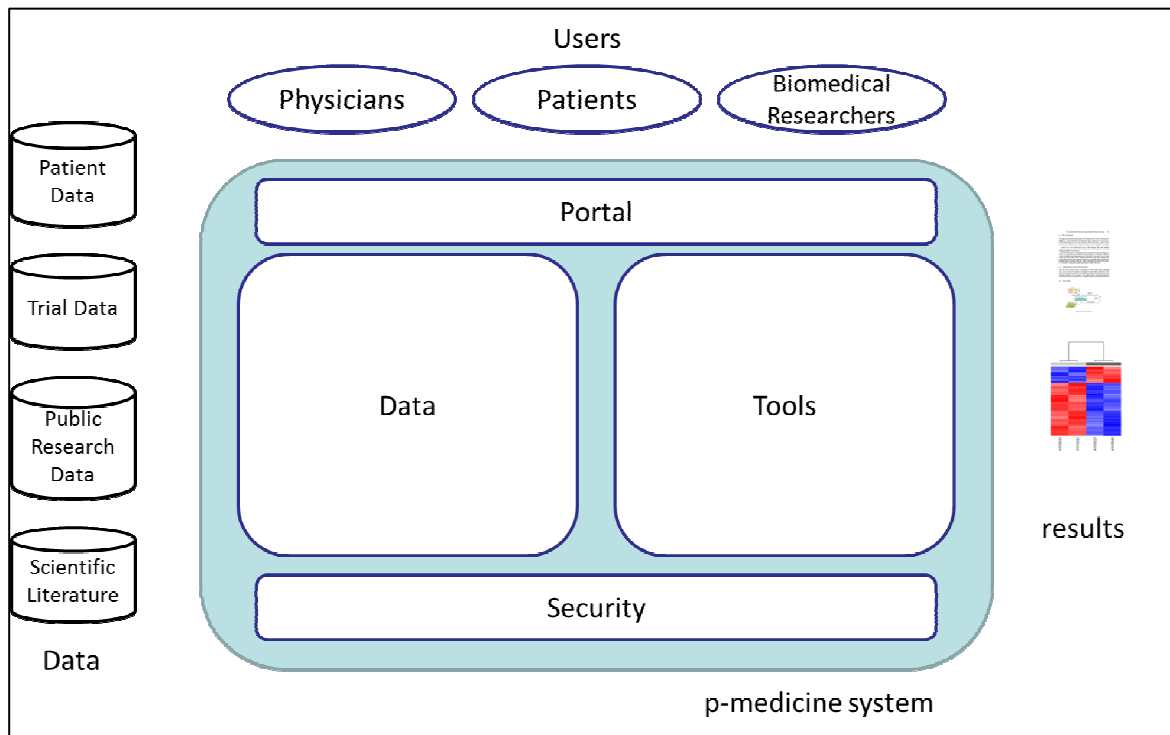 Users
Physicians
Patients
Biomedical
Researchers
Patient
Data
Trial Data
Public
Research
Data
Scientific
Literature
Data
Portal
Data
Tools
Security
p-medicine system
results